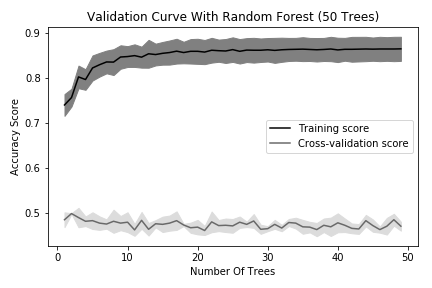 Validation Curve With Random Forest (50 Trees)
0.9
0.8
0.7
0.6
0.5
Accuracy Score
Training score
Cross-validation score
0
10
20
30
40
50
Number Of Trees